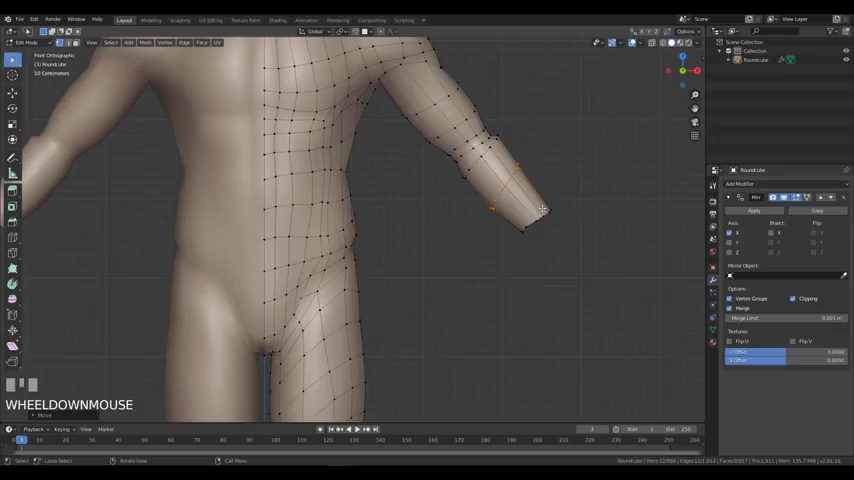 File Edit Render Window Help Layout Modeling Sculpting UV Editing Texture Paint Shading Animation Rendering Compositing Scripting Scene View Layer
Edit Mode View Select Add Mesh Vertex Edge Face UV Global Options
Front Orthographic
(3) Roundcube
10 Centimeters
Scene Collection
Collection
Roundcube
Roundcube
Add Modifier
Mirr
Apply Copy
Axis: Bisect: Flip:
X X X
Y Y Y
Z Z Z
Mirror Object:
Options:
Vertex Groups Clipping
Merge
Merge Limit 0.001 m
Textures:
Flip U Flip V
U Offset 0.0000
V Offset 0.0000
WHEELDOWNMOUSE
Move
Playback Keying View Marker 3 Start 1 End 250
3
Select Lasso Select Rotate View Call Menu